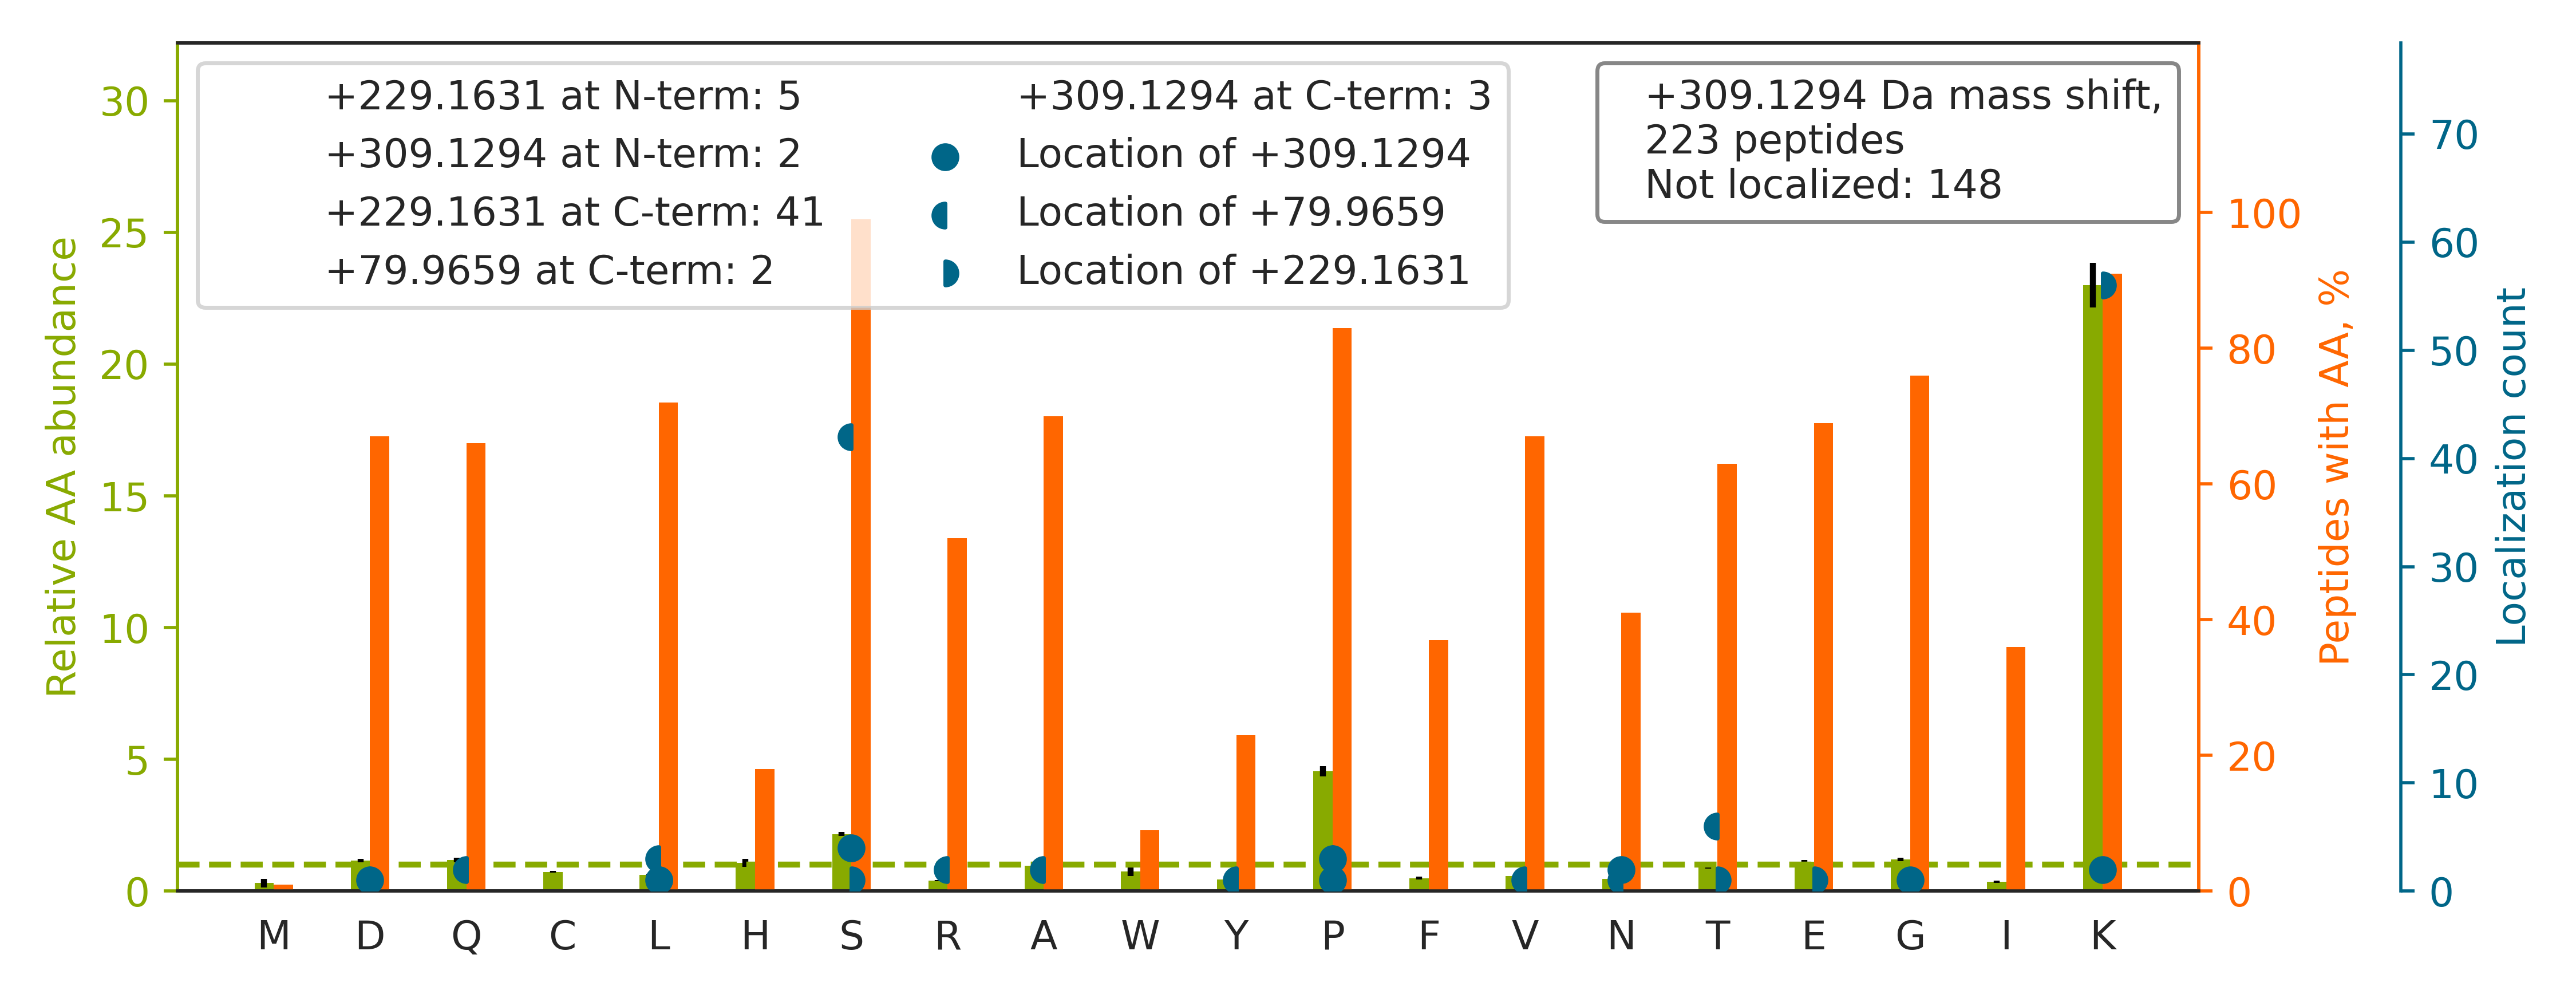 +229.1631 at N-term: 5
+309.1294 at N-term: 2
+229.1631 at C-term: 41
+79.9659 at C-term: 2
+309.1294 at C-term: 3
Location of +309.1294
Location of +79.9659
Location of +229.1631
+309.1294 Da mass shift,
223 peptides
Not localized: 148
Relative AA abundance
30
25
20
15
10
5
0
M D Q C L H S R A W Y P F V N T E G I K
100
80
60
40
20
0
Peptides with AA, %
70
60
50
40
30
20
10
0
Localization count